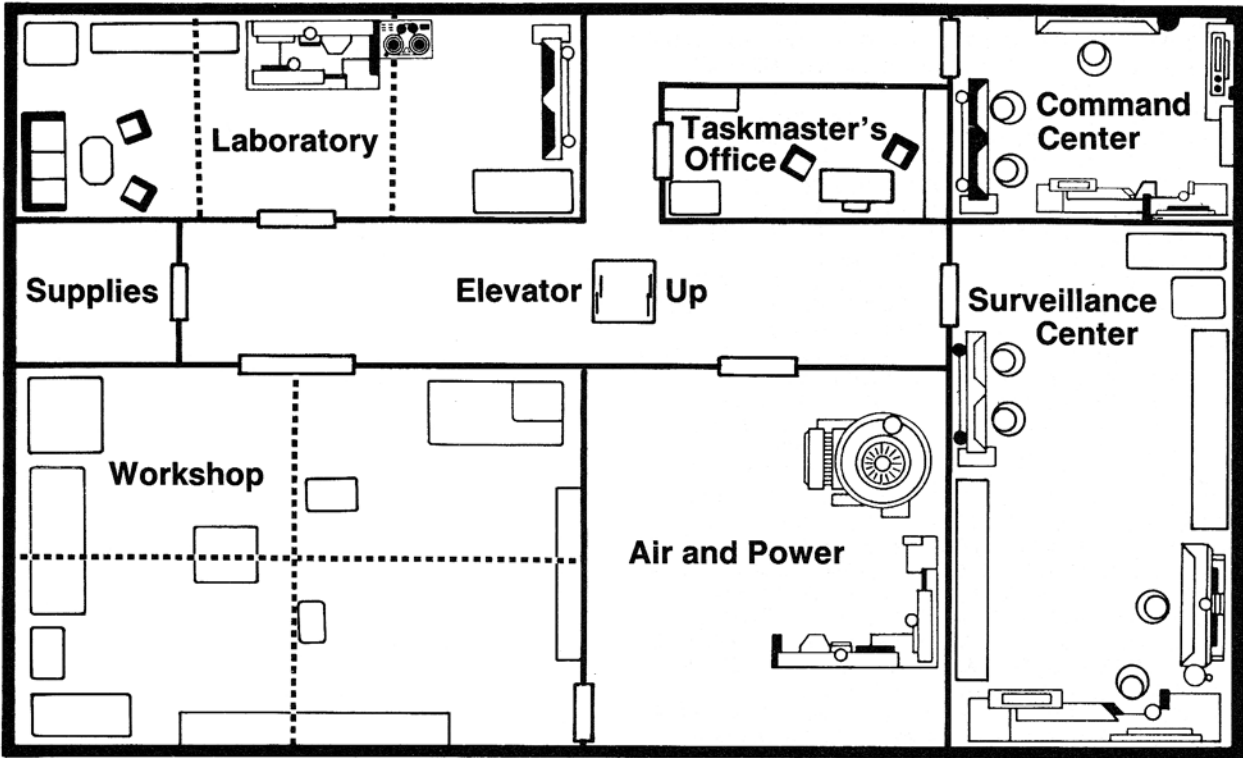 Laboratory
Taskmaster's
Office
Command
Center
Supplies
Elevator
Up
Surveillance
Center
Workshop
Air and Power